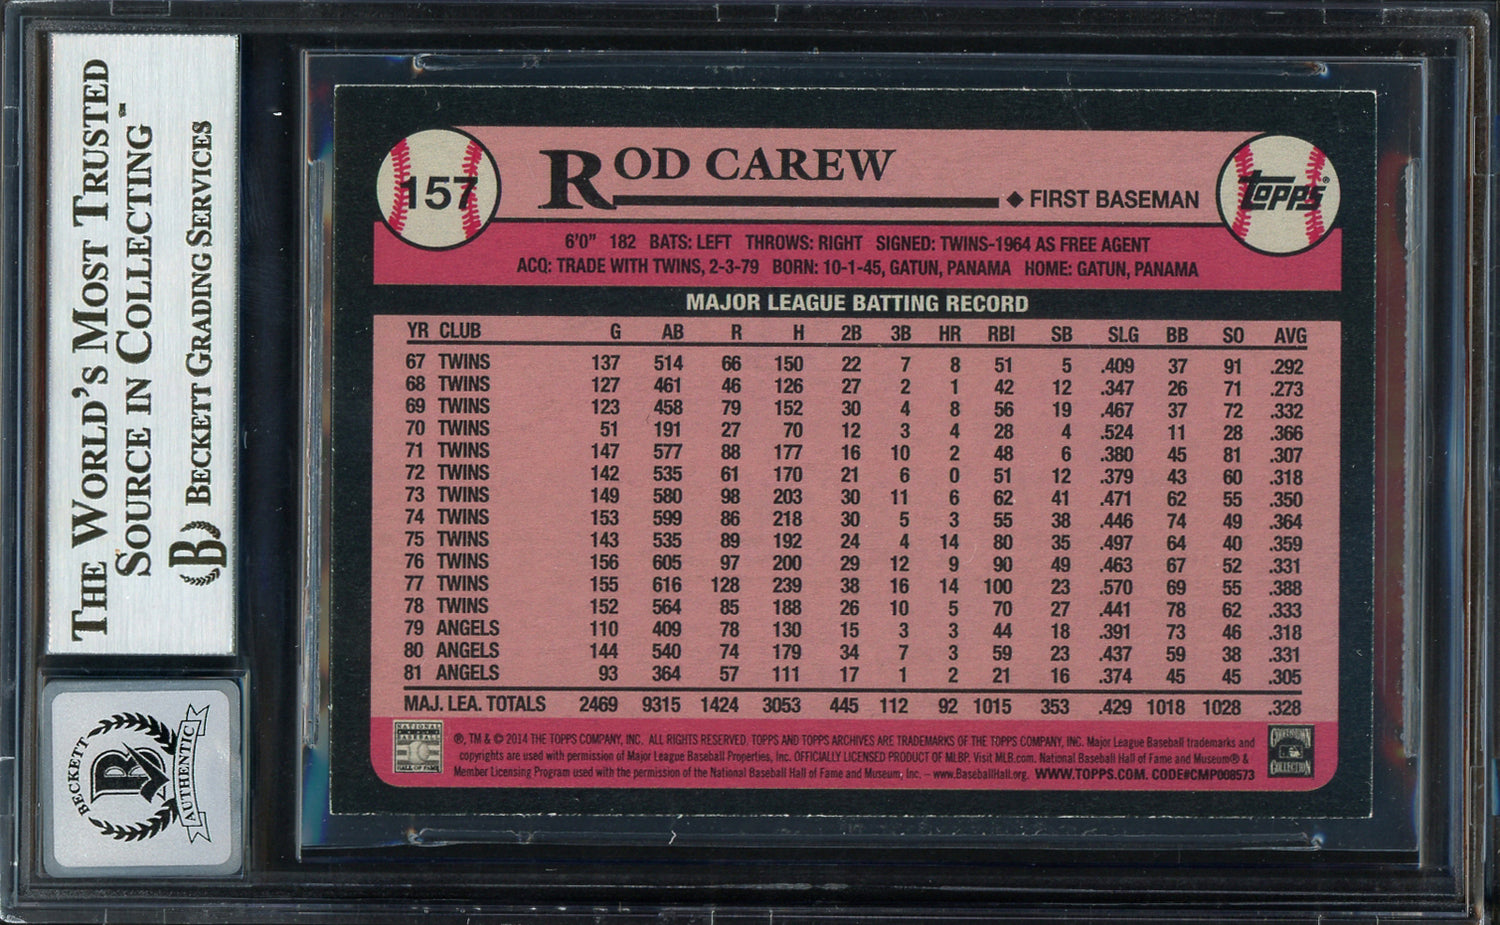 THE WORLD'S MOST TRUSTED
SOURCE IN COLLECTING™
BECKETT GRADING SERVICES
B
BECKETT
B
AUTHENTIC
157
ROD CAREW
◆ FIRST BASEMAN
TOPPS®
6'0" 182 BATS: LEFT THROWS: RIGHT SIGNED: TWINS-1964 AS FREE AGENT
ACQ: TRADE WITH TWINS, 2-3-79 BORN: 10-1-45, GATUN, PANAMA HOME: GATUN, PANAMA
MAJOR LEAGUE BATTING RECORD
YR CLUB G AB R H 2B 3B HR RBI SB SLG BB SO AVG
67 TWINS 137 514 66 150 22 7 8 51 5 .409 37 91 .292
68 TWINS 127 461 46 126 27 2 1 42 12 .347 26 71 .273
69 TWINS 123 458 79 152 30 4 8 56 19 .467 37 72 .332
70 TWINS 51 191 27 70 12 3 4 28 4 .524 11 28 .366
71 TWINS 147 577 88 177 16 10 2 48 6 .380 45 81 .307
72 TWINS 142 535 61 170 21 6 0 51 12 .379 43 60 .318
73 TWINS 149 580 98 203 30 11 6 62 41 .471 62 55 .350
74 TWINS 153 599 86 218 30 5 3 55 38 .446 74 49 .364
75 TWINS 143 535 89 192 24 4 14 80 35 .497 64 40 .359
76 TWINS 156 605 97 200 29 12 9 90 49 .463 67 52 .331
77 TWINS 155 616 128 239 38 16 14 100 23 .570 69 55 .388
78 TWINS 152 564 85 188 26 10 5 70 27 .441 78 62 .333
79 ANGELS 110 409 78 130 15 3 3 44 18 .391 73 46 .318
80 ANGELS 144 540 74 179 34 7 3 59 23 .437 59 38 .331
81 ANGELS 93 364 57 111 17 1 2 21 16 .374 45 45 .305
MAJ. LEA. TOTALS 2469 9315 1424 3053 445 112 92 1015 353 .429 1018 1028 .328
NATIONAL
BASEBALL
HALL OF FAME
®, TM & © 2014 THE TOPPS COMPANY, INC. ALL RIGHTS RESERVED. TOPPS AND TOPPS ARCHIVES ARE TRADEMARKS OF THE TOPPS COMPANY, INC. Major League Baseball trademarks and
copyrights are used with permission of Major League Baseball Properties, Inc. OFFICIALLY LICENSED PRODUCT OF MLBP. Visit MLB.com. National Baseball Hall of Fame and Museum® &
Member Licensing Program used with the permission of the National Baseball Hall of Fame and Museum, Inc. – www.BaseballHall.org. WWW.TOPPS.COM. CODE#CMP008573
COOPERSTOWN
COLLECTION